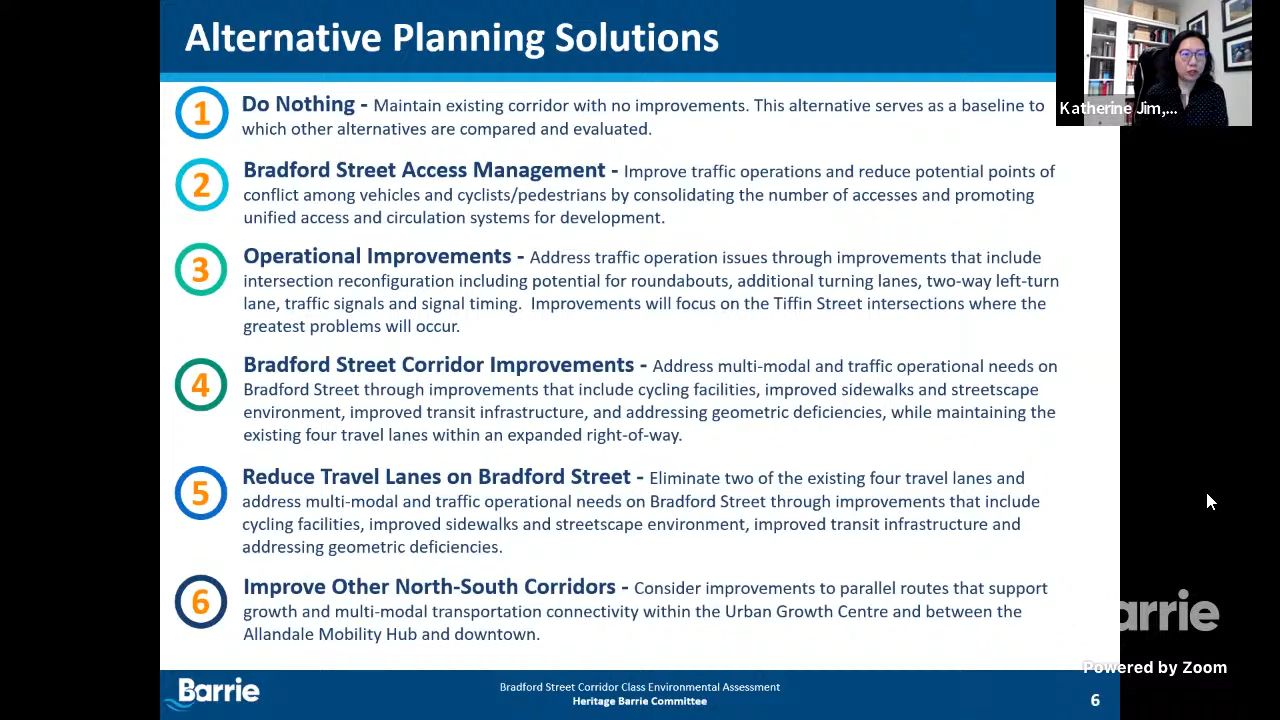 Alternative Planning Solutions
Katherine Jim,...
1
Do Nothing - Maintain existing corridor with no improvements. This alternative serves as a baseline to
which other alternatives are compared and evaluated.
2
Bradford Street Access Management - Improve traffic operations and reduce potential points of
conflict among vehicles and cyclists/pedestrians by consolidating the number of accesses and promoting
unified access and circulation systems for development.
3
Operational Improvements - Address traffic operation issues through improvements that include
intersection reconfiguration including potential for roundabouts, additional turning lanes, two-way left-turn
lane, traffic signals and signal timing. Improvements will focus on the Tiffin Street intersections where the
greatest problems will occur.
4
Bradford Street Corridor Improvements - Address multi-modal and traffic operational needs on
Bradford Street through improvements that include cycling facilities, improved sidewalks and streetscape
environment, improved transit infrastructure, and addressing geometric deficiencies, while maintaining the
existing four travel lanes within an expanded right-of-way.
5
Reduce Travel Lanes on Bradford Street - Eliminate two of the existing four travel lanes and
address multi-modal and traffic operational needs on Bradford Street through improvements that include
cycling facilities, improved sidewalks and streetscape environment, improved transit infrastructure and
addressing geometric deficiencies.
6
Improve Other North-South Corridors - Consider improvements to parallel routes that support
growth and multi-modal transportation connectivity within the Urban Growth Centre and between the
Allandale Mobility Hub and downtown.
arrie
Powered by Zoom
Barrie
Bradford Street Corridor Class Environmental Assessment
Heritage Barrie Committee
6